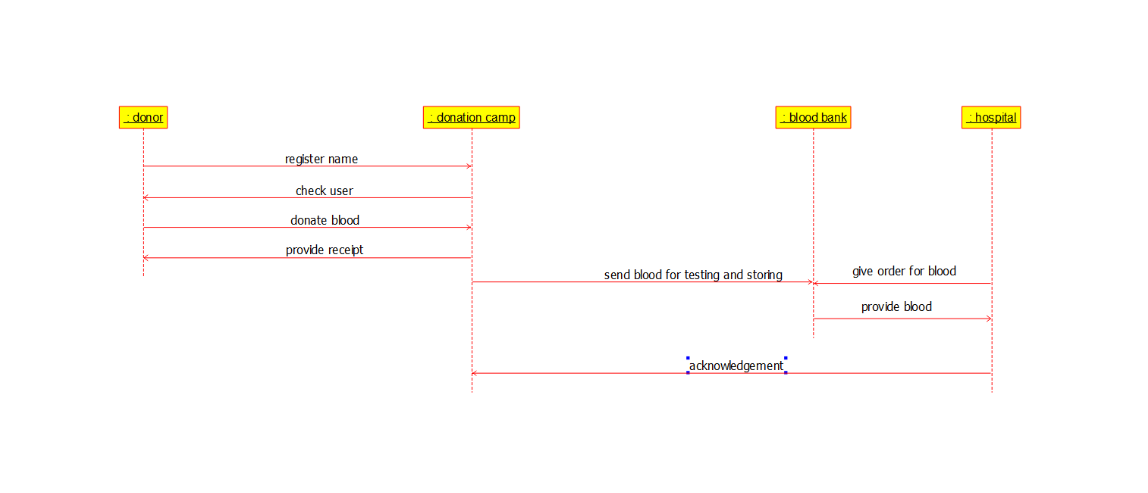 : donor
: donation camp
: blood bank
: hospital
register name
check user
donate blood
provide receipt
send blood for testing and storing
give order for blood
provide blood
acknowledgement